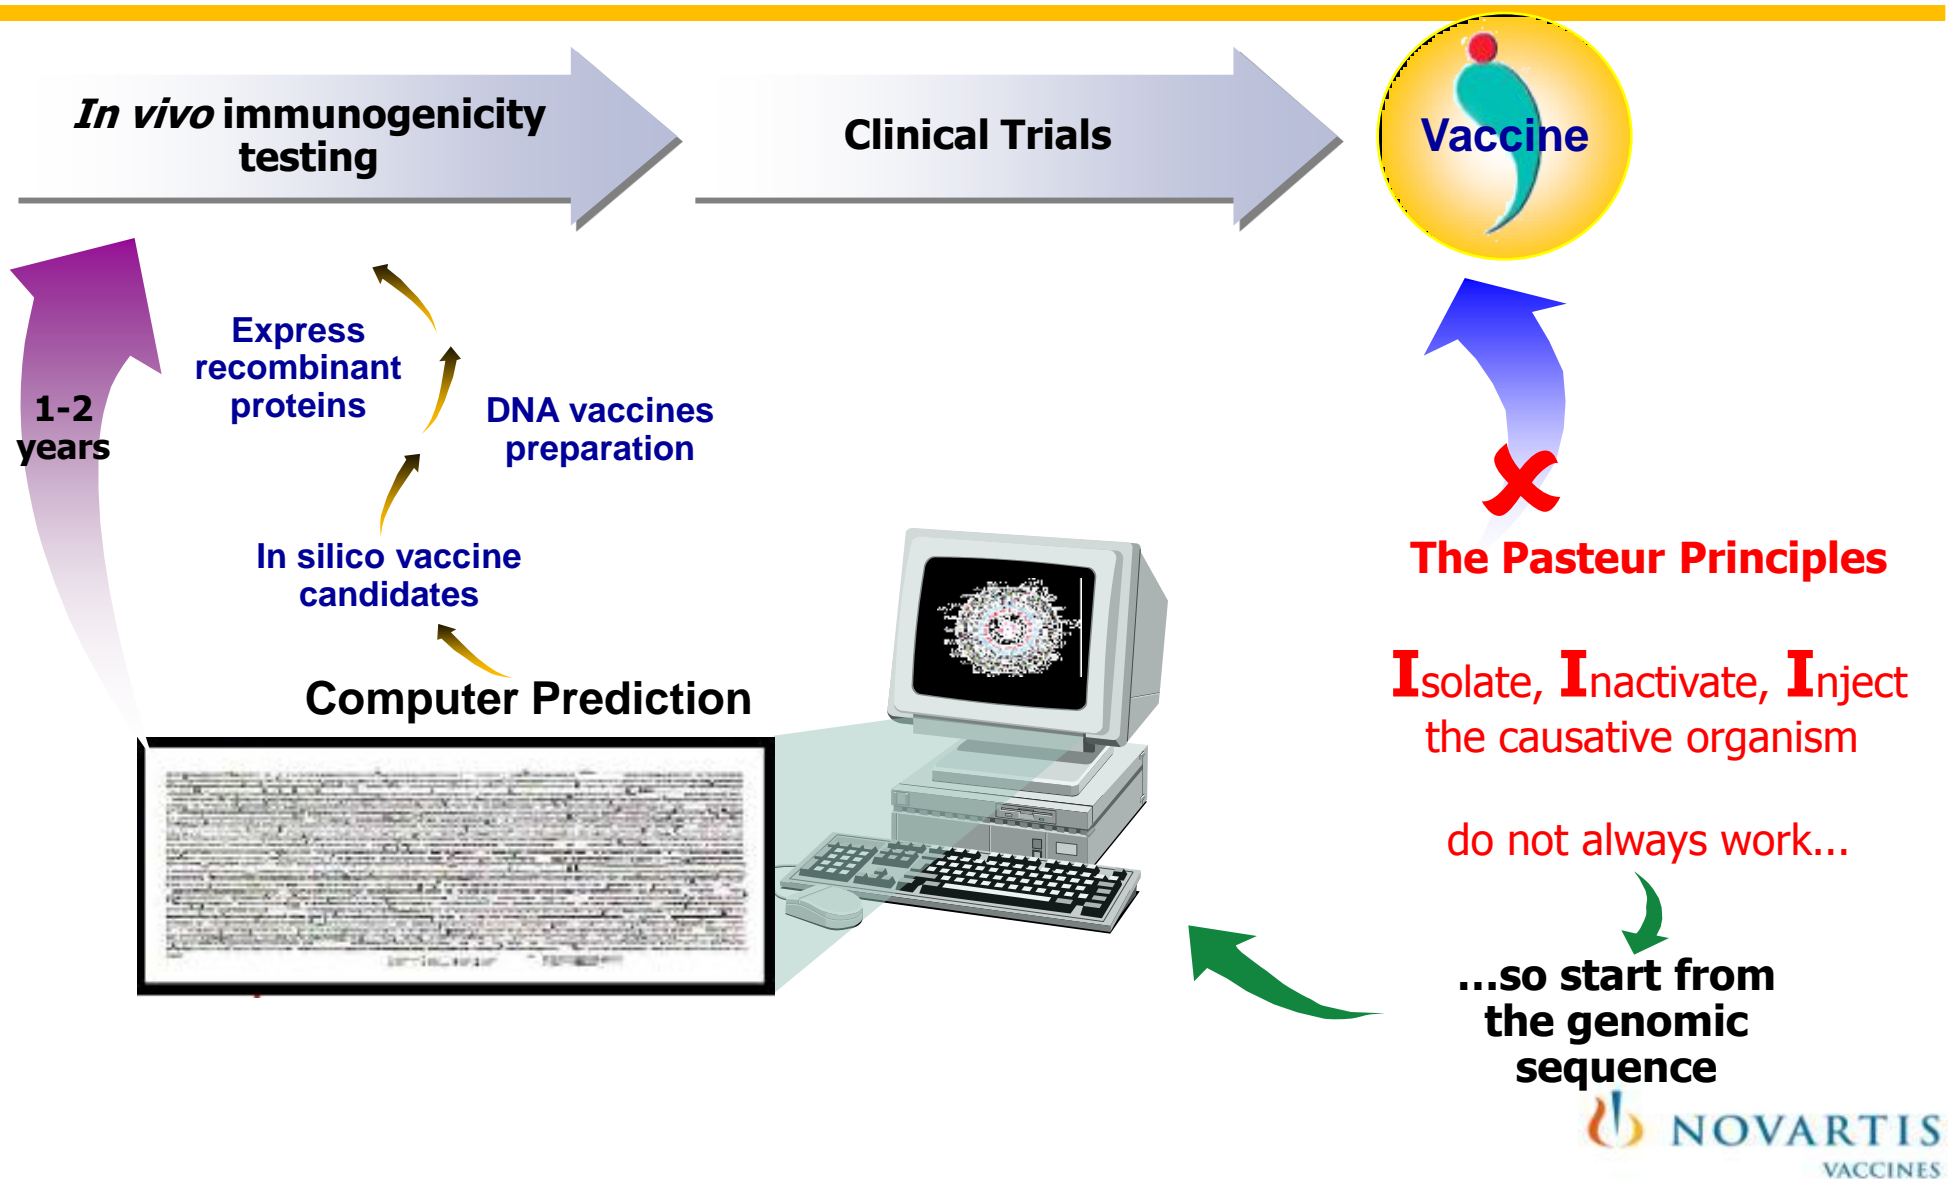 In vivo immunogenicity
testing
Clinical Trials
Vaccine
Express
recombinant
proteins
1-2
years
DNA vaccines
preparation
In silico vaccine
candidates
Computer Prediction
The Pasteur Principles
Isolate, Inactivate, Inject
the causative organism
do not always work...
...so start from
the genomic
sequence
NOVARTIS
VACCINES